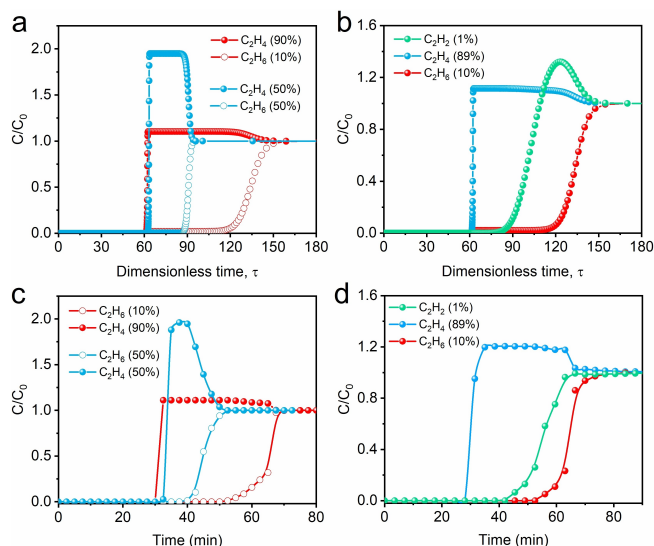 a
C/C₀
2.0
1.5
1.0
0.5
0.0
C₂H₄ (90%)
C₂H₆ (10%)
C₂H₄ (50%)
C₂H₆ (50%)
0 30 60 90 120 150 180
Dimensionless time, τ
b
C/C₀
1.6
1.2
0.8
0.4
0.0
C₂H₂ (1%)
C₂H₄ (89%)
C₂H₆ (10%)
0 30 60 90 120 150 180
Dimensionless time, τ
c
C/C₀
2.0
1.5
1.0
0.5
0.0
C₂H₆ (10%)
C₂H₄ (90%)
C₂H₆ (50%)
C₂H₄ (50%)
0 20 40 60 80
Time (min)
d
C/C₀
1.6
1.2
0.8
0.4
0.0
C₂H₂ (1%)
C₂H₄ (89%)
C₂H₆ (10%)
0 20 40 60 80
Time (min)